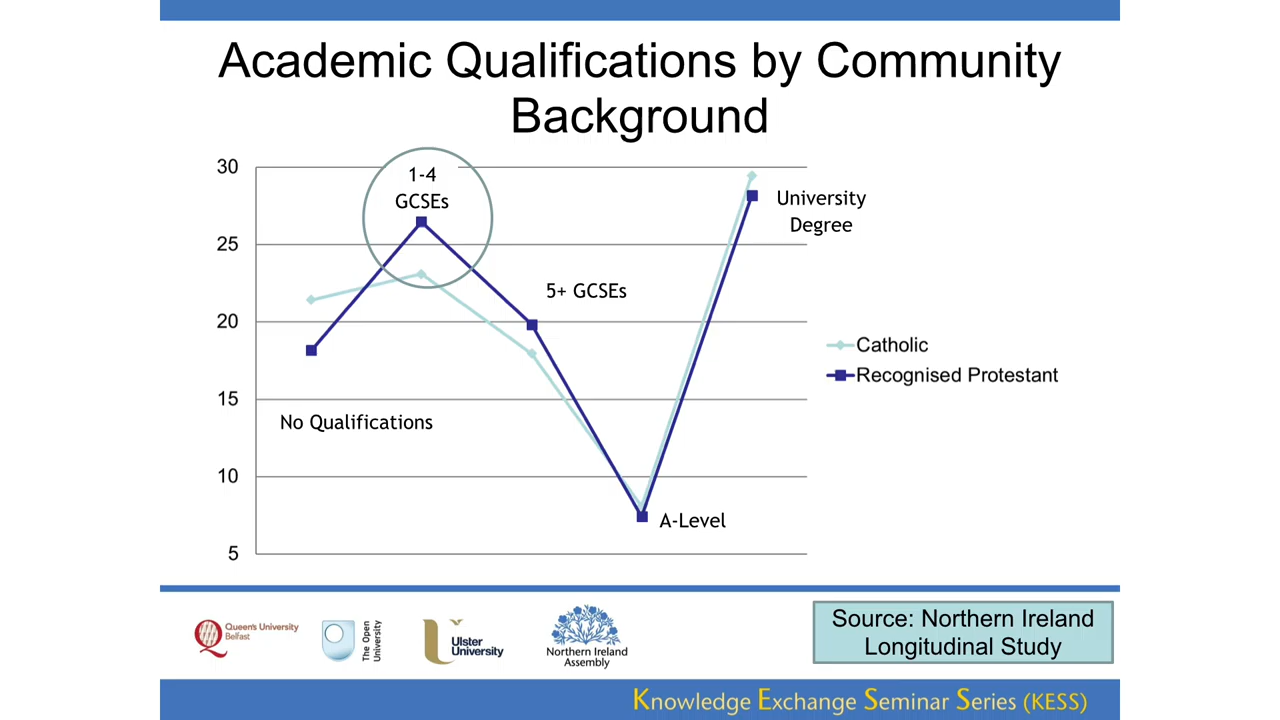 Academic Qualifications by Community
Background
30
25
20
15
10
5
1-4
GCSEs
University
Degree
5+ GCSEs
No Qualifications
A-Level
Catholic
Recognised Protestant
Queen's University
Belfast
The Open
University
Ulster
University
Northern Ireland
Assembly
Source: Northern Ireland
Longitudinal Study
Knowledge Exchange Seminar Series (KESS)